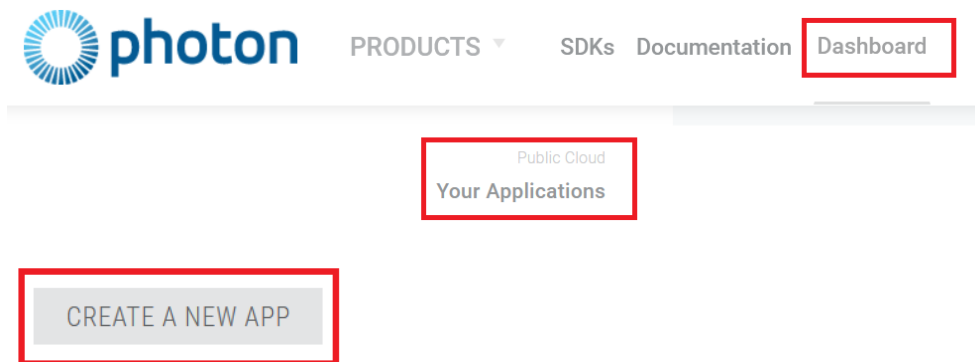 photon PRODUCTS SDKs Documentation Dashboard
Public Cloud
Your Applications
CREATE A NEW APP